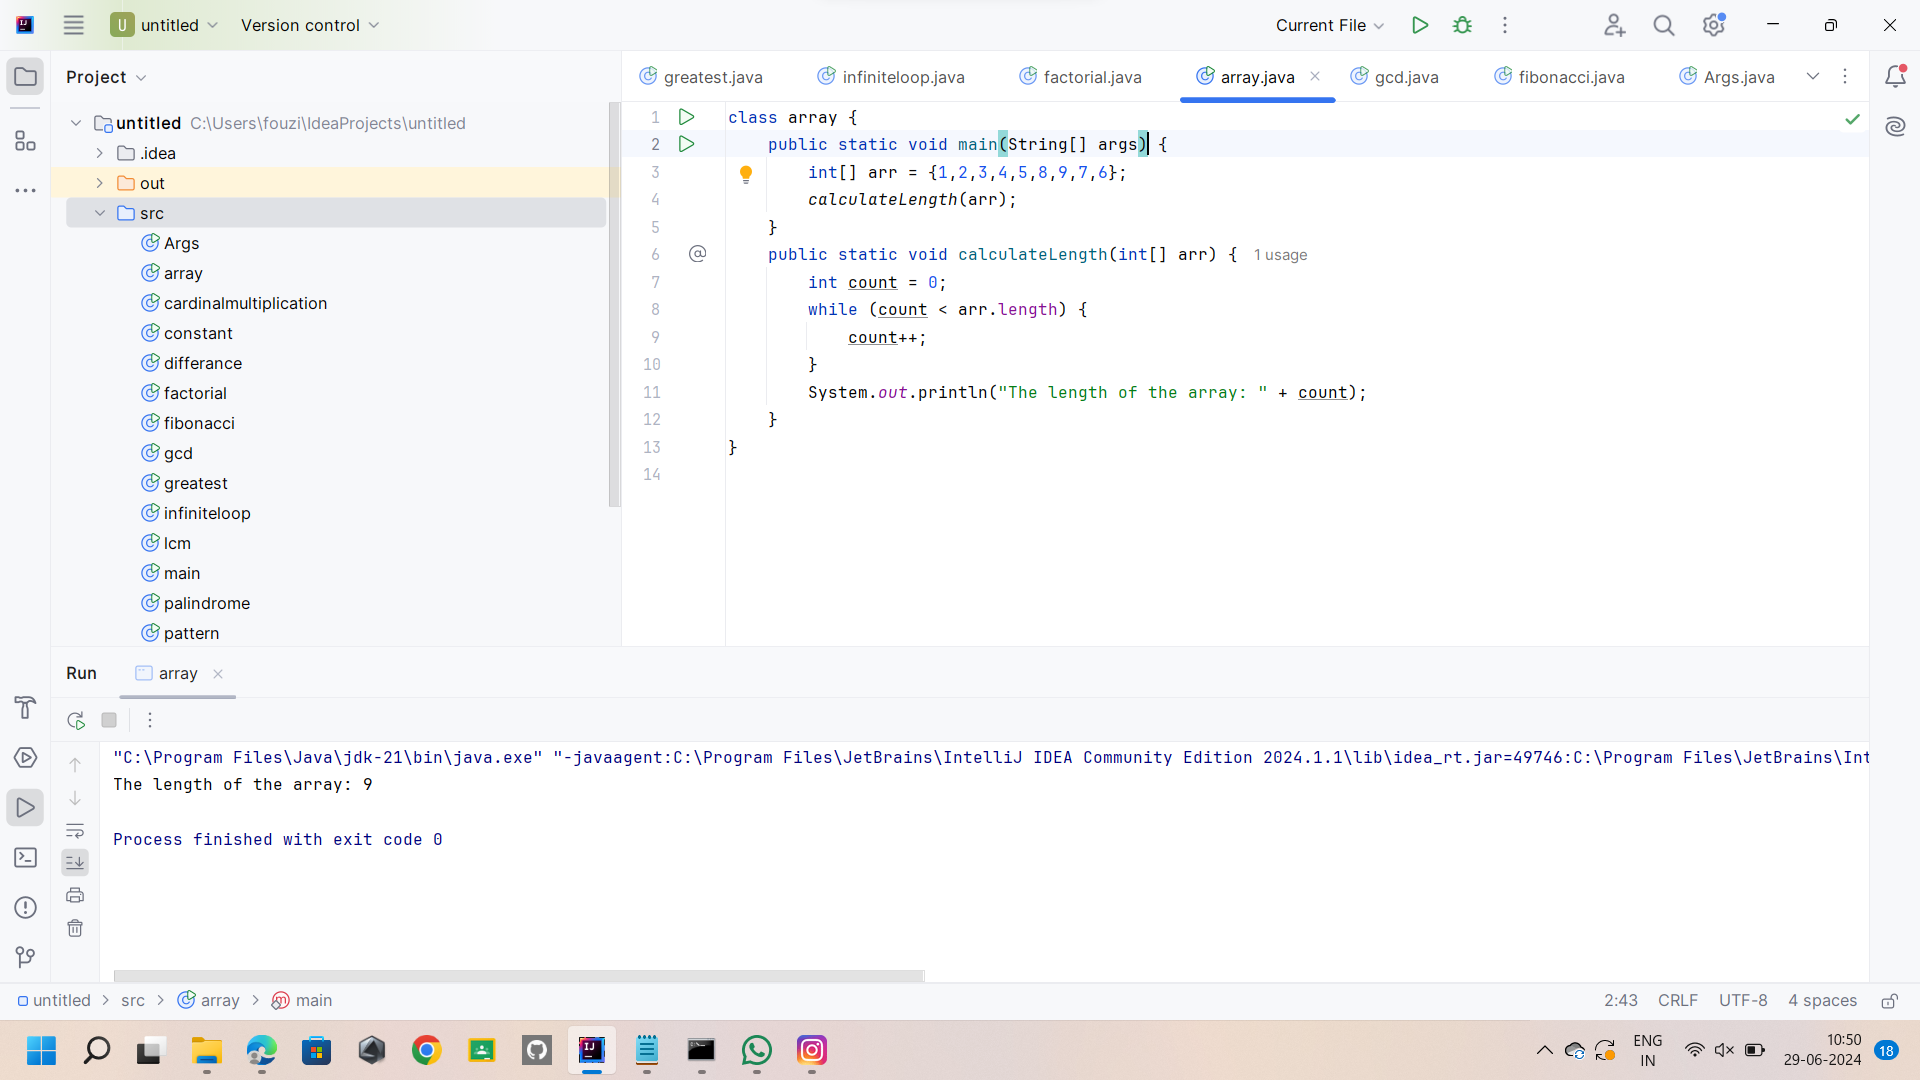 U untitled Version control Current File
Project
greatest.java infiniteloop.java factorial.java array.java gcd.java fibonacci.java Args.java
untitled C:\Users\fouzi\IdeaProjects\untitled
.idea
out
src
Args
array
cardinalmultiplication
constant
differance
factorial
fibonacci
gcd
greatest
infiniteloop
lcm
main
palindrome
pattern
1 class array {
2 public static void main(String[] args) {
3 int[] arr = {1,2,3,4,5,8,9,7,6};
4 calculateLength(arr);
5 }
6 public static void calculateLength(int[] arr) { 1 usage
7 int count = 0;
8 while (count < arr.length) {
9 count++;
10 }
11 System.out.println("The length of the array: " + count);
12 }
13 }
14
Run array
"C:\Program Files\Java\jdk-21\bin\java.exe" "-javaagent:C:\Program Files\JetBrains\IntelliJ IDEA Community Edition 2024.1.1\lib\idea_rt.jar=49746:C:\Program Files\JetBrains\Int
The length of the array: 9
Process finished with exit code 0
untitled src array main 2:43 CRLF UTF-8 4 spaces
ENG 10:50
IN 29-06-2024 18